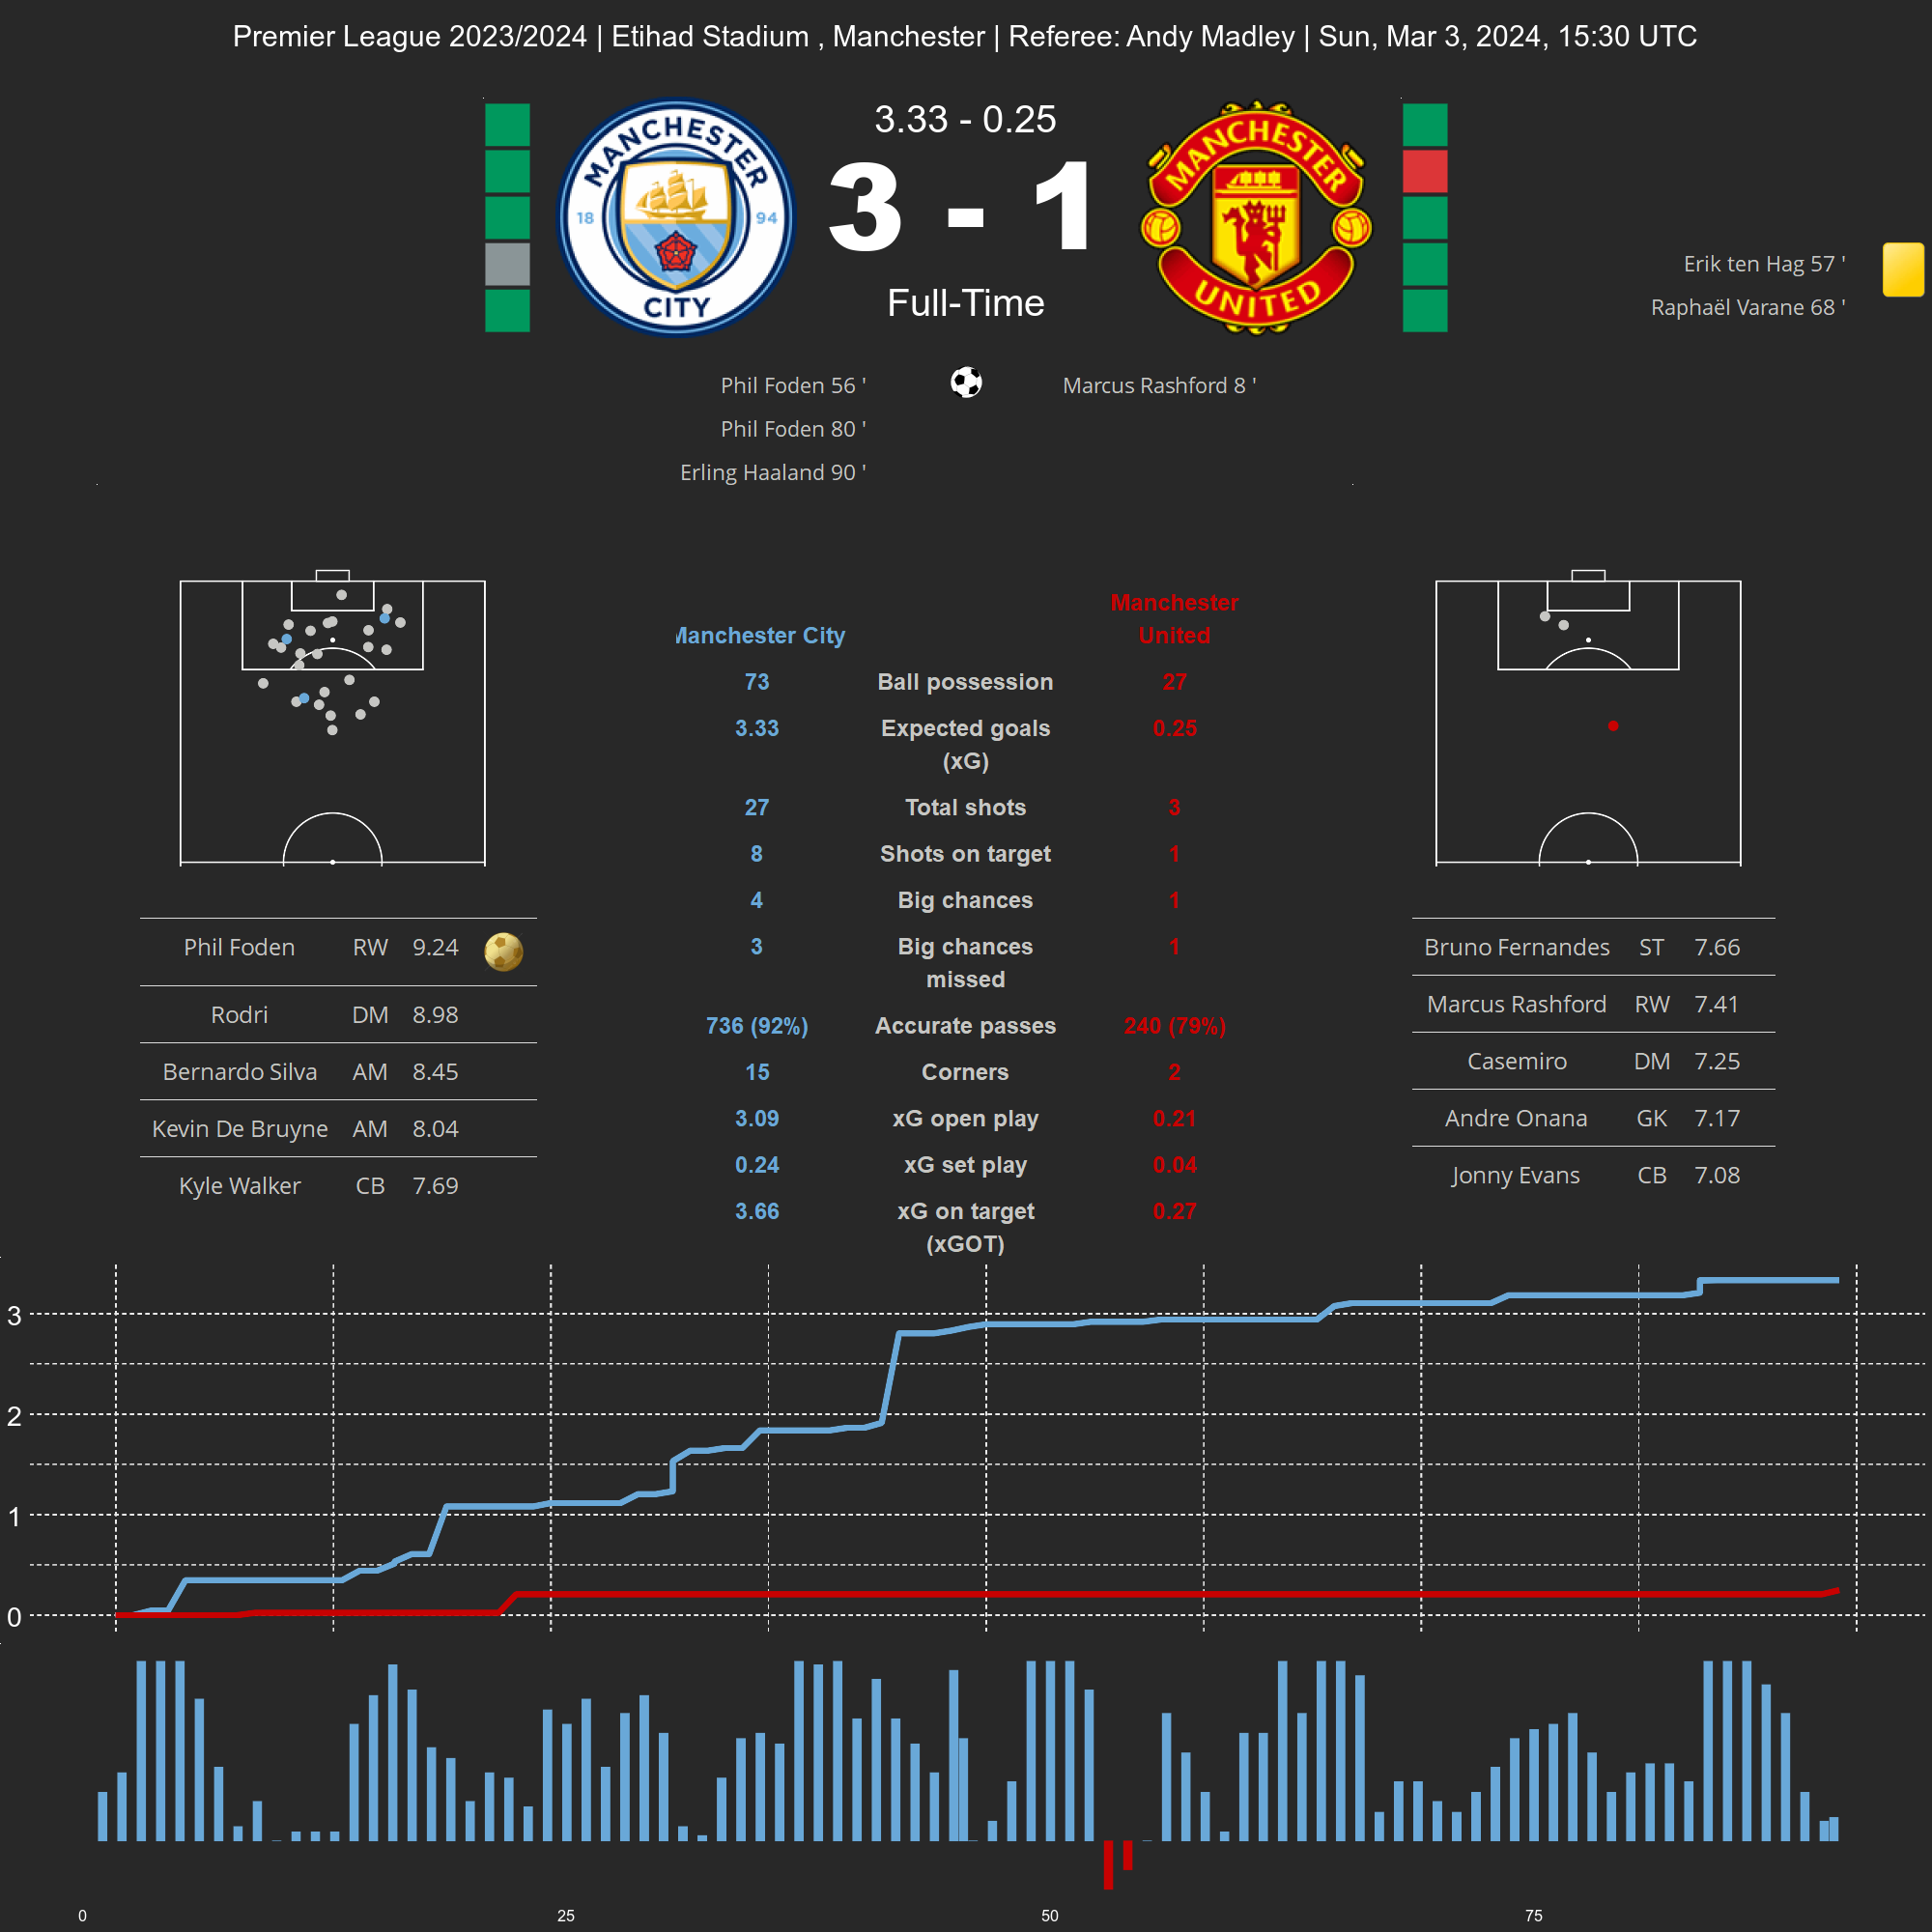 Premier League 2023/2024 | Etihad Stadium , Manchester | Referee: Andy Madley | Sun, Mar 3, 2024, 15:30 UTC
MANCHESTER
18 94
CITY
3.33 - 0.25
3 - 1
Full-Time
MANCHESTER
UNITED
Erik ten Hag 57 '
Raphaël Varane 68 '
Phil Foden 56 '
Marcus Rashford 8 '
Phil Foden 80 '
Erling Haaland 90 '
Manchester City
Manchester
United
73 Ball possession 27
3.33 Expected goals 0.25
(xG)
27 Total shots 3
8 Shots on target 1
4 Big chances 1
3 Big chances 1
missed
736 (92%) Accurate passes 240 (79%)
15 Corners 2
3.09 xG open play 0.21
0.24 xG set play 0.04
3.66 xG on target 0.27
(xGOT)
Phil Foden RW 9.24
Rodri DM 8.98
Bernardo Silva AM 8.45
Kevin De Bruyne AM 8.04
Kyle Walker CB 7.69
Bruno Fernandes ST 7.66
Marcus Rashford RW 7.41
Casemiro DM 7.25
Andre Onana GK 7.17
Jonny Evans CB 7.08
3
2
1
0
0 25 50 75